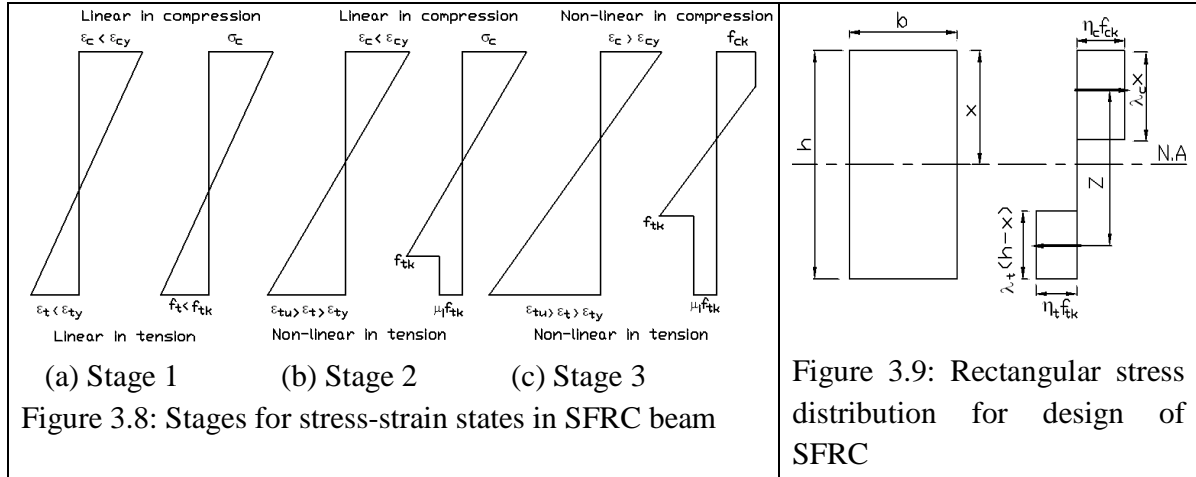 Linear in compression
εc < εcy
σc
εt < εty
ft < ftk
Linear in tension
(a) Stage 1
Linear in compression
εc < εcy
σc
ftk
εtu > εt > εty
μ1ftk
Non-linear in tension
(b) Stage 2
Non-linear in compression
εc > εcy
fck
ftk
εtu > εt > εty
μ1ftk
Non-linear in tension
(c) Stage 3
Figure 3.8: Stages for stress-strain states in SFRC beam
b
h
x
ηcfck
λcx
N.A
Z
λt(h-x)
ηtftk
Figure 3.9: Rectangular stress
distribution for design of
SFRC